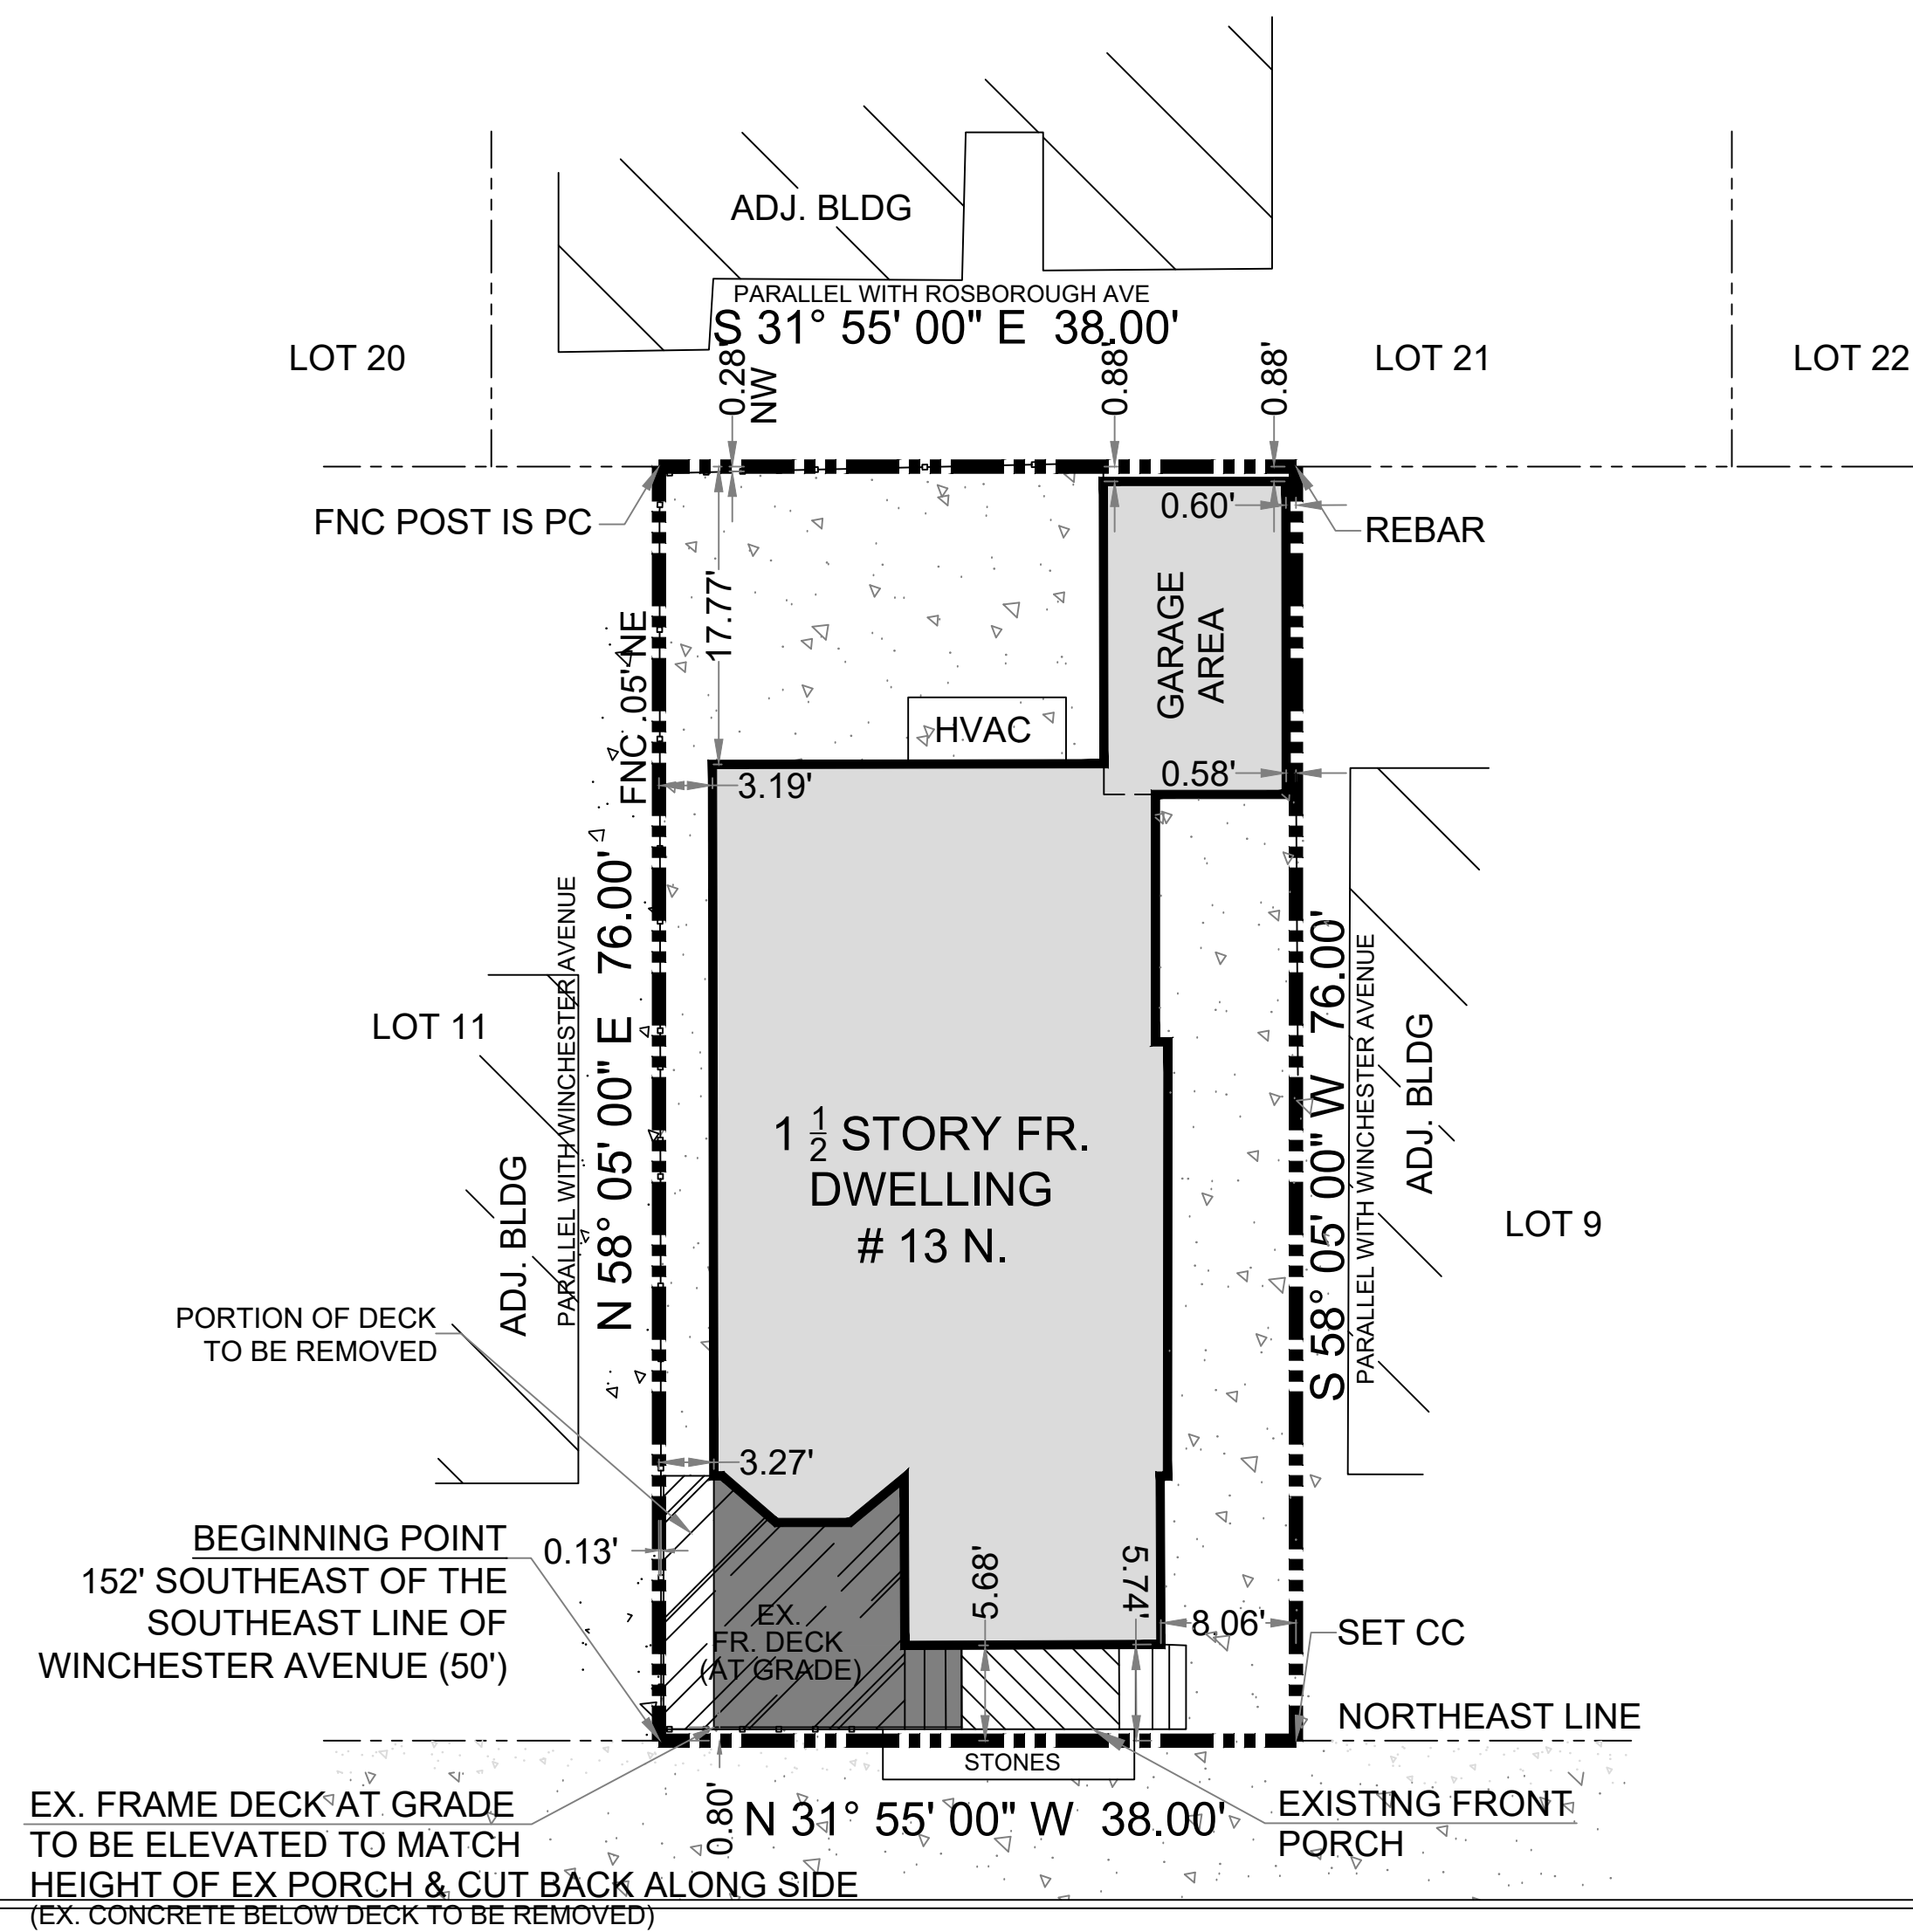 ADJ. BLDG
PARALLEL WITH ROSBOROUGH AVE
S 31° 55' 00" E 38.00'
LOT 20
0.28'
NW
0.88'
0.88'
LOT 21
LOT 22
FNC POST IS PC
0.60'
REBAR
17.77'
FNC .05' NE
GARAGE
AREA
HVAC
3.19'
0.58'
N 58° 05' 00" E 76.00'
PARALLEL WITH WINCHESTER AVENUE
LOT 11
ADJ. BLDG
1 1/2 STORY FR.
DWELLING
# 13 N.
S 58° 05' 00" W 76.00'
PARALLEL WITH WINCHESTER AVENUE
ADJ. BLDG
LOT 9
PORTION OF DECK
TO BE REMOVED
3.27'
BEGINNING POINT
152' SOUTHEAST OF THE
SOUTHEAST LINE OF
WINCHESTER AVENUE (50')
0.13'
EX.
FR. DECK
(AT GRADE)
5.68'
5.74'
8.06'
SET CC
NORTHEAST LINE
STONES
EX. FRAME DECK AT GRADE
TO BE ELEVATED TO MATCH
HEIGHT OF EX PORCH & CUT BACK ALONG SIDE
(EX. CONCRETE BELOW DECK TO BE REMOVED)
0.80'
N 31° 55' 00" W 38.00'
EXISTING FRONT
PORCH